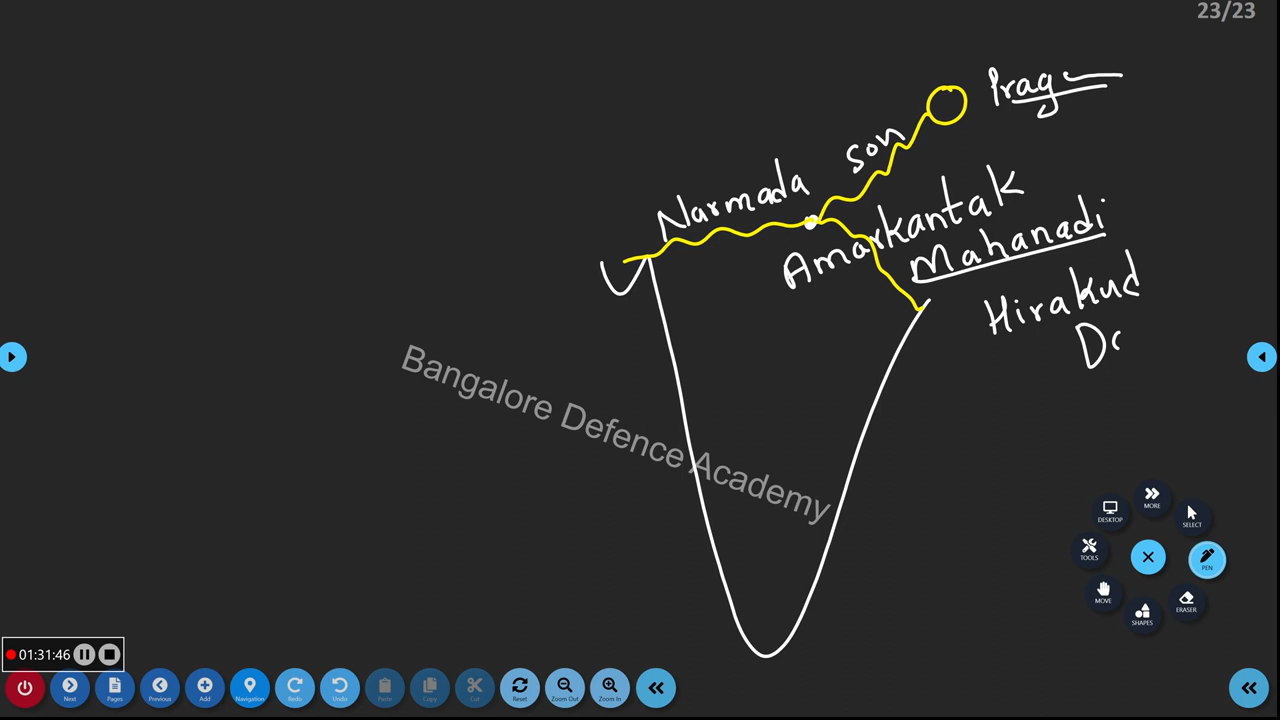 23/23
Prag
son
Narmada
Amarkantak
Mahanadi
Hirakud
Da
Bangalore Defence Academy
MORE
DESKTOP
SELECT
TOOLS
PEN
MOVE
ERASER
SHAPES
01:31:46
Next
Pages
Previous
Add
Navigation
Redo
Undo
Paste
Copy
Cut
Reset
Zoom Out
Zoom In